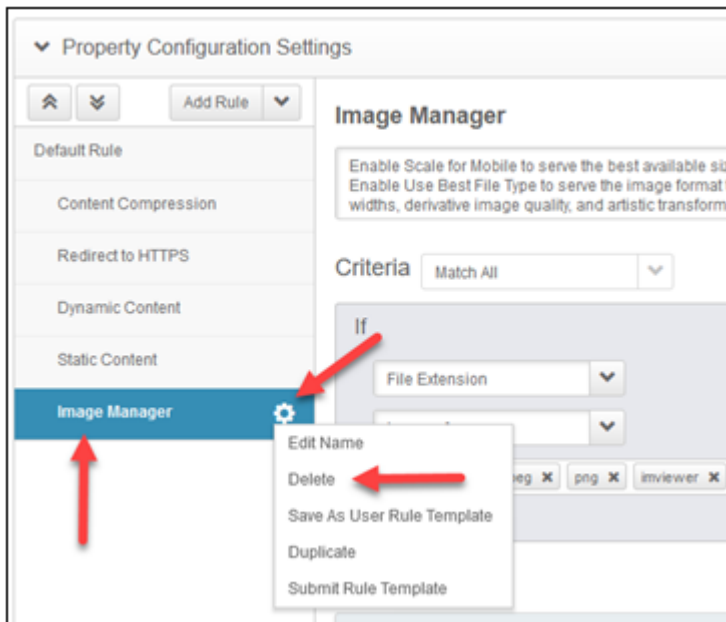 Property Configuration Settings
Add Rule
Default Rule
Content Compression
Redirect to HTTPS
Dynamic Content
Static Content
Image Manager
Edit Name
Delete
Save As User Rule Template
Duplicate
Submit Rule Template
Image Manager
Enable Scale for Mobile to serve the best available
Enable Use Best File Type to serve the image format
widths, derivative image quality, and artistic transform
Criteria Match All
If
File Extension
png imviewer